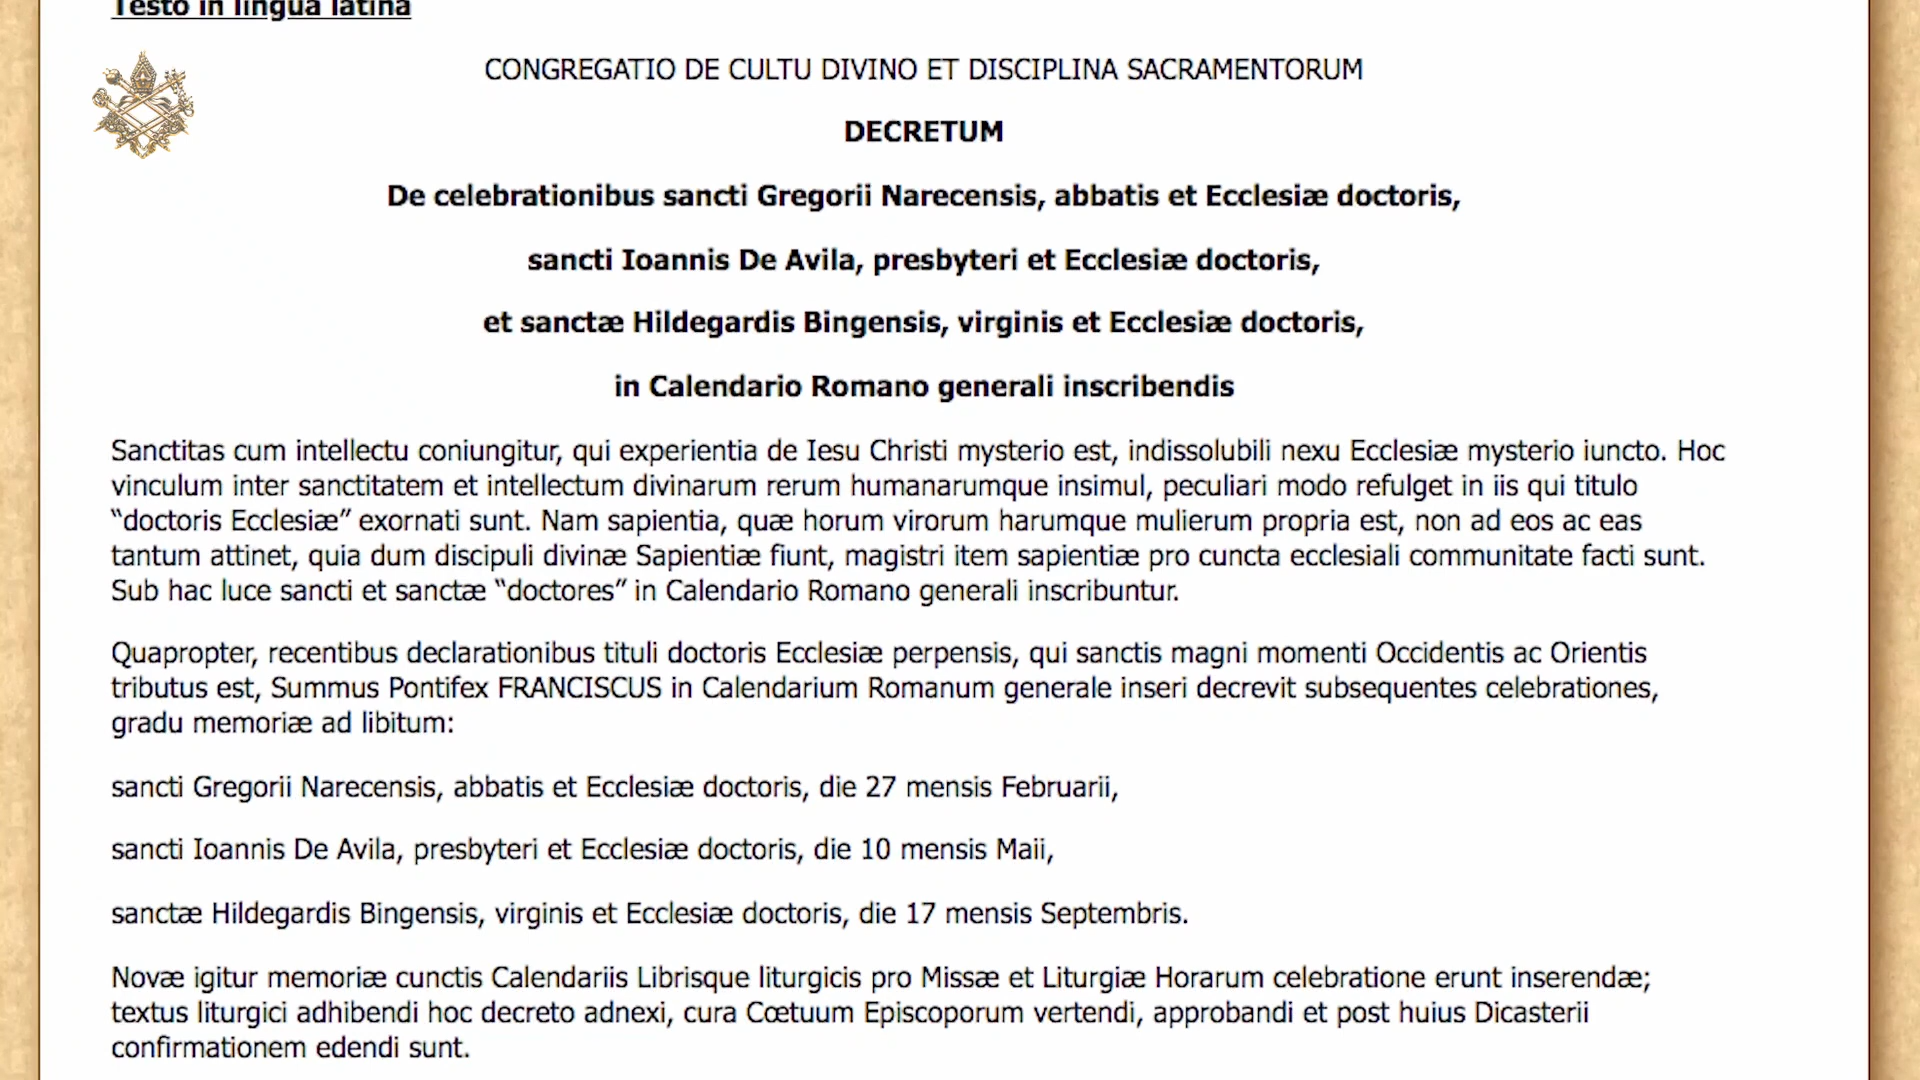 Testo in lingua latina
CONGREGATIO DE CULTU DIVINO ET DISCIPLINA SACRAMENTORUM
DECRETUM
De celebrationibus sancti Gregorii Narecensis, abbatis et Ecclesiæ doctoris,
sancti Ioannis De Avila, presbyteri et Ecclesiæ doctoris,
et sanctæ Hildegardis Bingensis, virginis et Ecclesiæ doctoris,
in Calendario Romano generali inscribendis
Sanctitas cum intellectu coniungitur, qui experientia de Iesu Christi mysterio est, indissolubili nexu Ecclesiæ mysterio iuncto. Hoc
vinculum inter sanctitatem et intellectum divinarum rerum humanarumque insimul, peculiari modo refulget in iis qui titulo
“doctoris Ecclesiæ” exornati sunt. Nam sapientia, quæ horum virorum harumque mulierum propria est, non ad eos ac eas
tantum attinet, quia dum discipuli divinæ Sapientiæ fiunt, magistri item sapientiæ pro cuncta ecclesiali communitate facti sunt.
Sub hac luce sancti et sanctæ “doctores” in Calendario Romano generali inscribuntur.
Quapropter, recentibus declarationibus tituli doctoris Ecclesiæ perpensis, qui sanctis magni momenti Occidentis ac Orientis
tributus est, Summus Pontifex FRANCISCUS in Calendarium Romanum generale inseri decrevit subsequentes celebrationes,
gradu memoriæ ad libitum:
sancti Gregorii Narecensis, abbatis et Ecclesiæ doctoris, die 27 mensis Februarii,
sancti Ioannis De Avila, presbyteri et Ecclesiæ doctoris, die 10 mensis Maii,
sanctæ Hildegardis Bingensis, virginis et Ecclesiæ doctoris, die 17 mensis Septembris.
Novæ igitur memoriæ cunctis Calendariis Librisque liturgicis pro Missæ et Liturgiæ Horarum celebratione erunt inserendæ;
textus liturgici adhibendi hoc decreto adnexi, cura Cœtuum Episcoporum vertendi, approbandi et post huius Dicasterii
confirmationem edendi sunt.